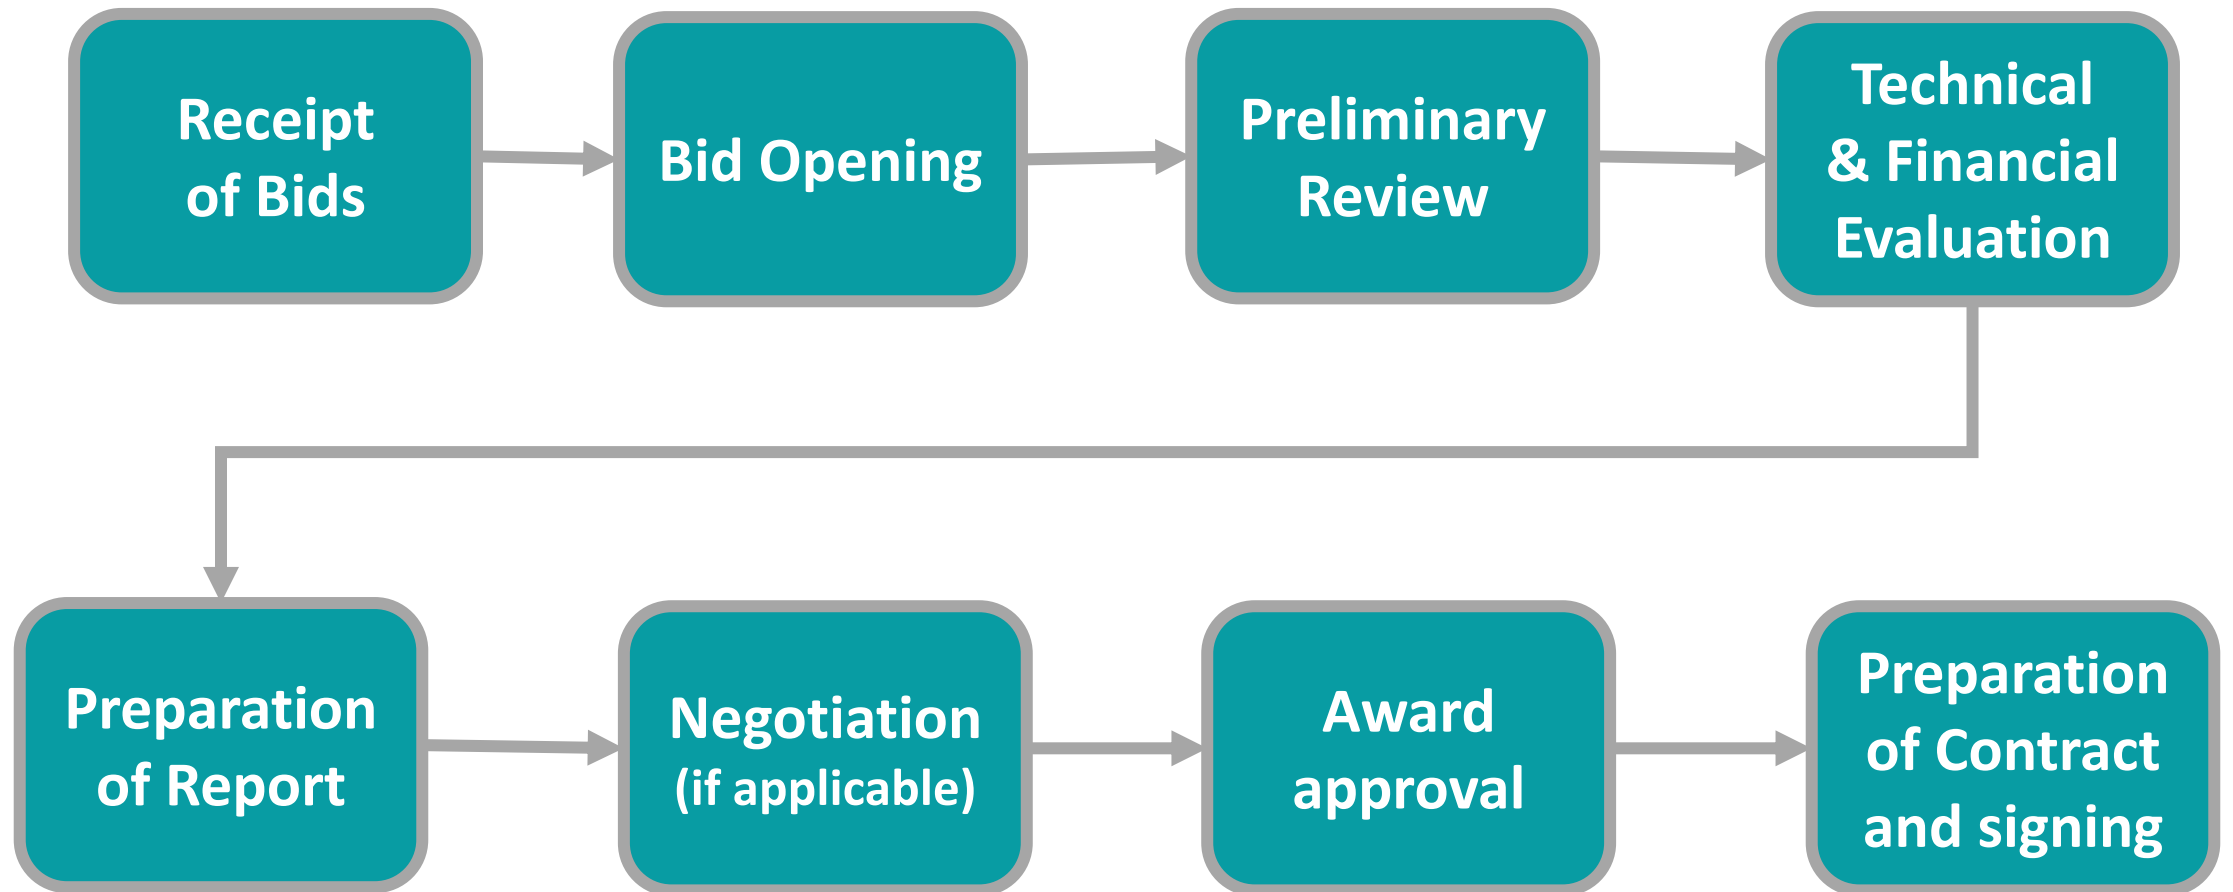 Receipt
of Bids
Bid Opening
Preliminary
Review
Technical
& Financial
Evaluation
Preparation
of Report
Negotiation
(if applicable)
Award
approval
Preparation
of Contract
and signing